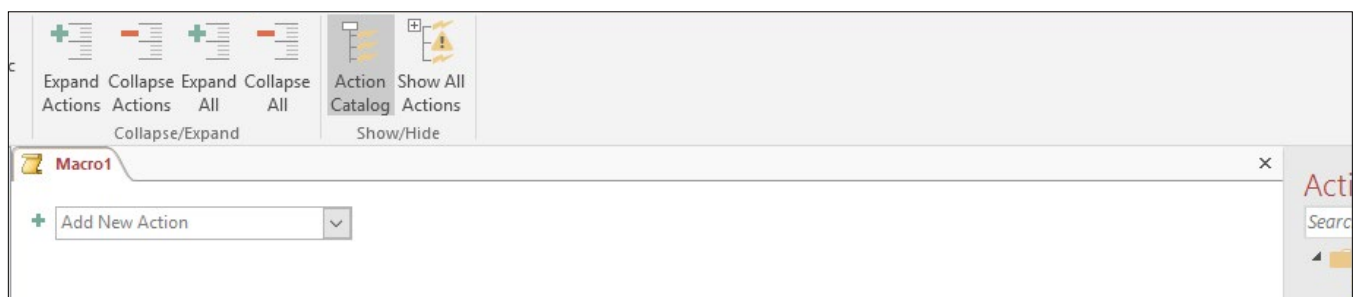 c
Expand Collapse Expand Collapse Action Show All
Actions Actions All All Catalog Actions
Collapse/Expand Show/Hide
Macro1
Acti
Add New Action
Searc